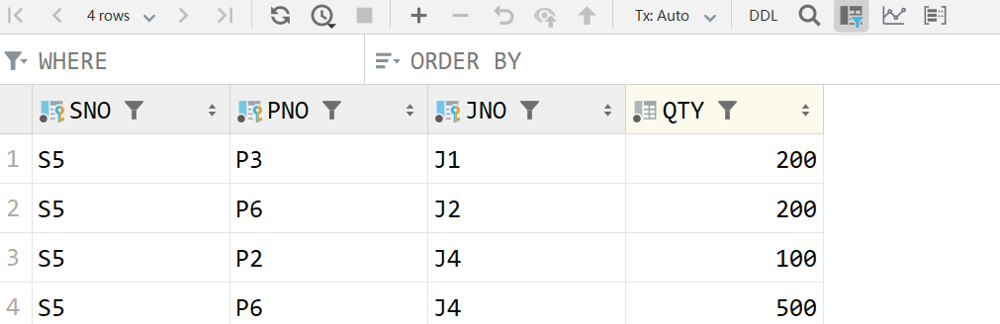 4 rows Tx: Auto DDL
WHERE ORDER BY
SNO PNO JNO QTY
1 S5 P3 J1 200
2 S5 P6 J2 200
3 S5 P2 J4 100
4 S5 P6 J4 500